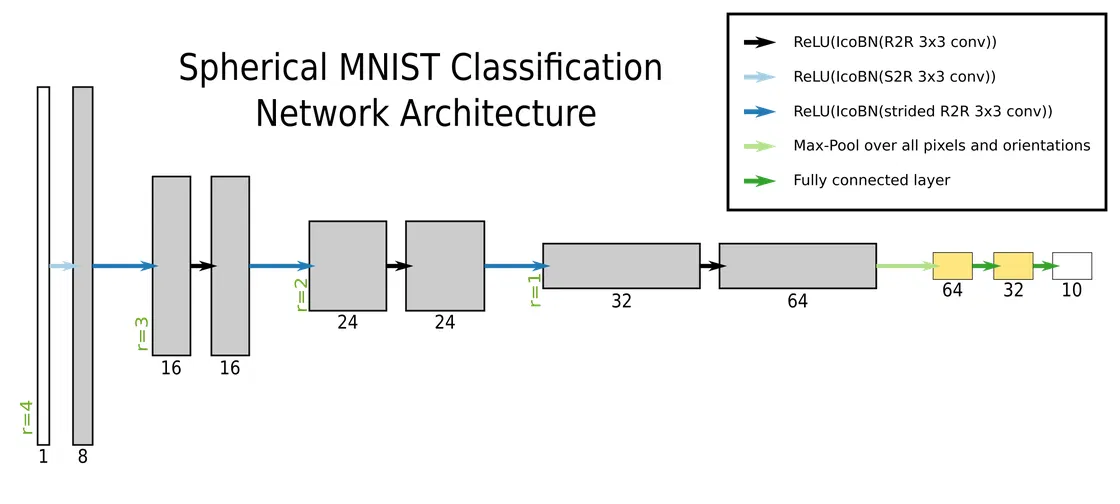 Spherical MNIST Classification
Network Architecture
ReLU(IcoBN(R2R 3x3 conv))
ReLU(IcoBN(S2R 3x3 conv))
ReLU(IcoBN(strided R2R 3x3 conv))
Max-Pool over all pixels and orientations
Fully connected layer
r=4
1
8
r=3
16
16
r=2
24
24
r=1
32
64
64
32
10